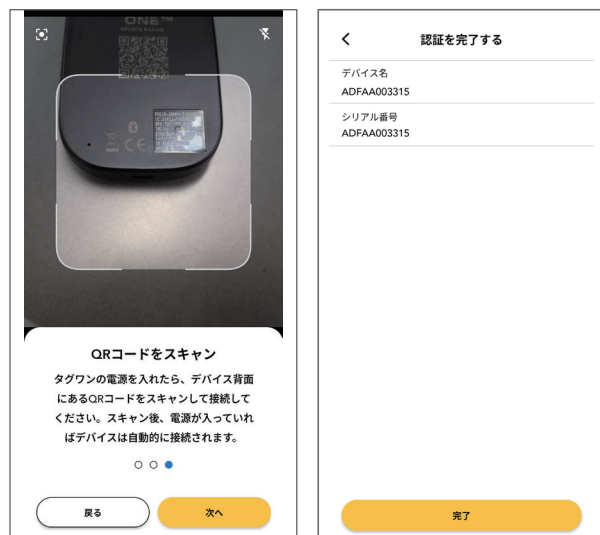 ONE™
SPORTS RADAR
QRコードをスキャン
タグワンの電源を入れたら、デバイス背面
にあるQRコードをスキャンして接続して
ください。スキャン後、電源が入っていれ
ばデバイスは自動的に接続されます。
戻る
次へ
認証を完了する
デバイス名
ADFAA003315
シリアル番号
ADFAA003315
完了